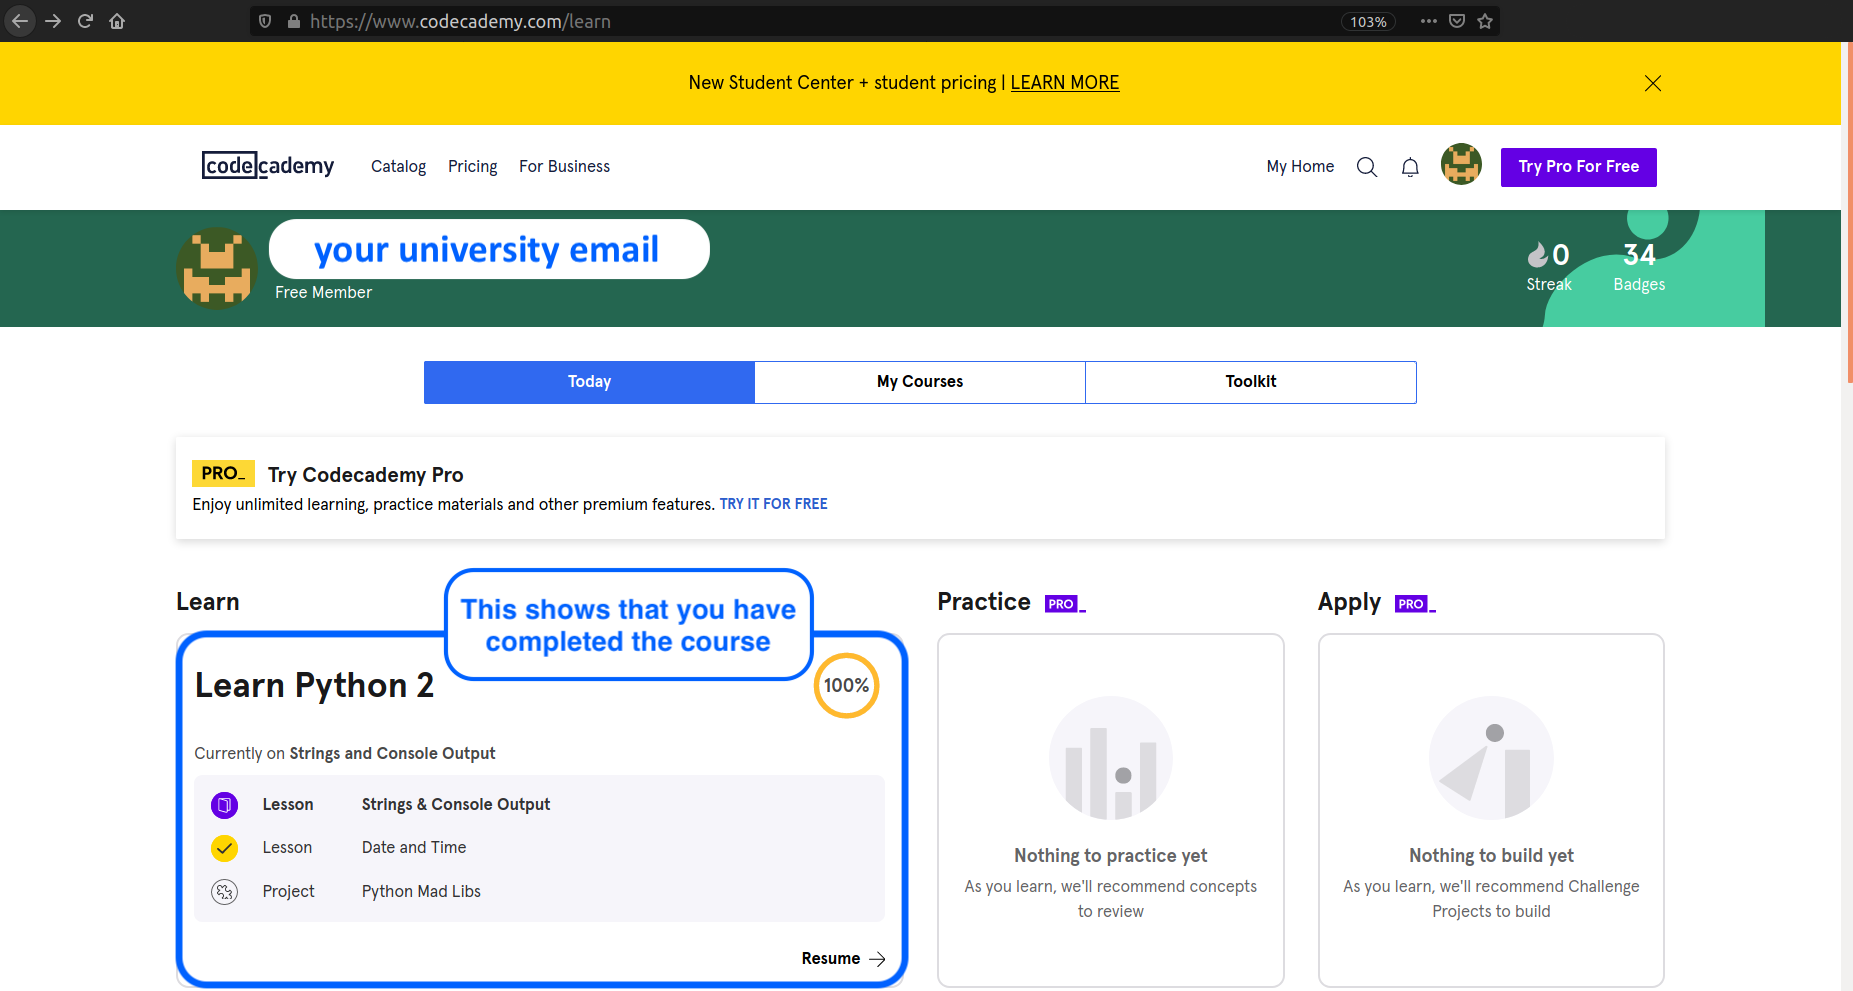 https://www.codecademy.com/learn
103%
New Student Center + student pricing | LEARN MORE
codecademy
Catalog
Pricing
For Business
My Home
Try Pro For Free
your university email
Free Member
0
Streak
34
Badges
Today
My Courses
Toolkit
PRO_
Try Codecademy Pro
Enjoy unlimited learning, practice materials and other premium features. TRY IT FOR FREE
Learn
This shows that you have
completed the course
Learn Python 2
100%
Currently on Strings and Console Output
Lesson
Strings & Console Output
Lesson
Date and Time
Project
Python Mad Libs
Resume
Practice
PRO_
Nothing to practice yet
As you learn, we'll recommend concepts
to review
Apply
PRO_
Nothing to build yet
As you learn, we'll recommend Challenge
Projects to build